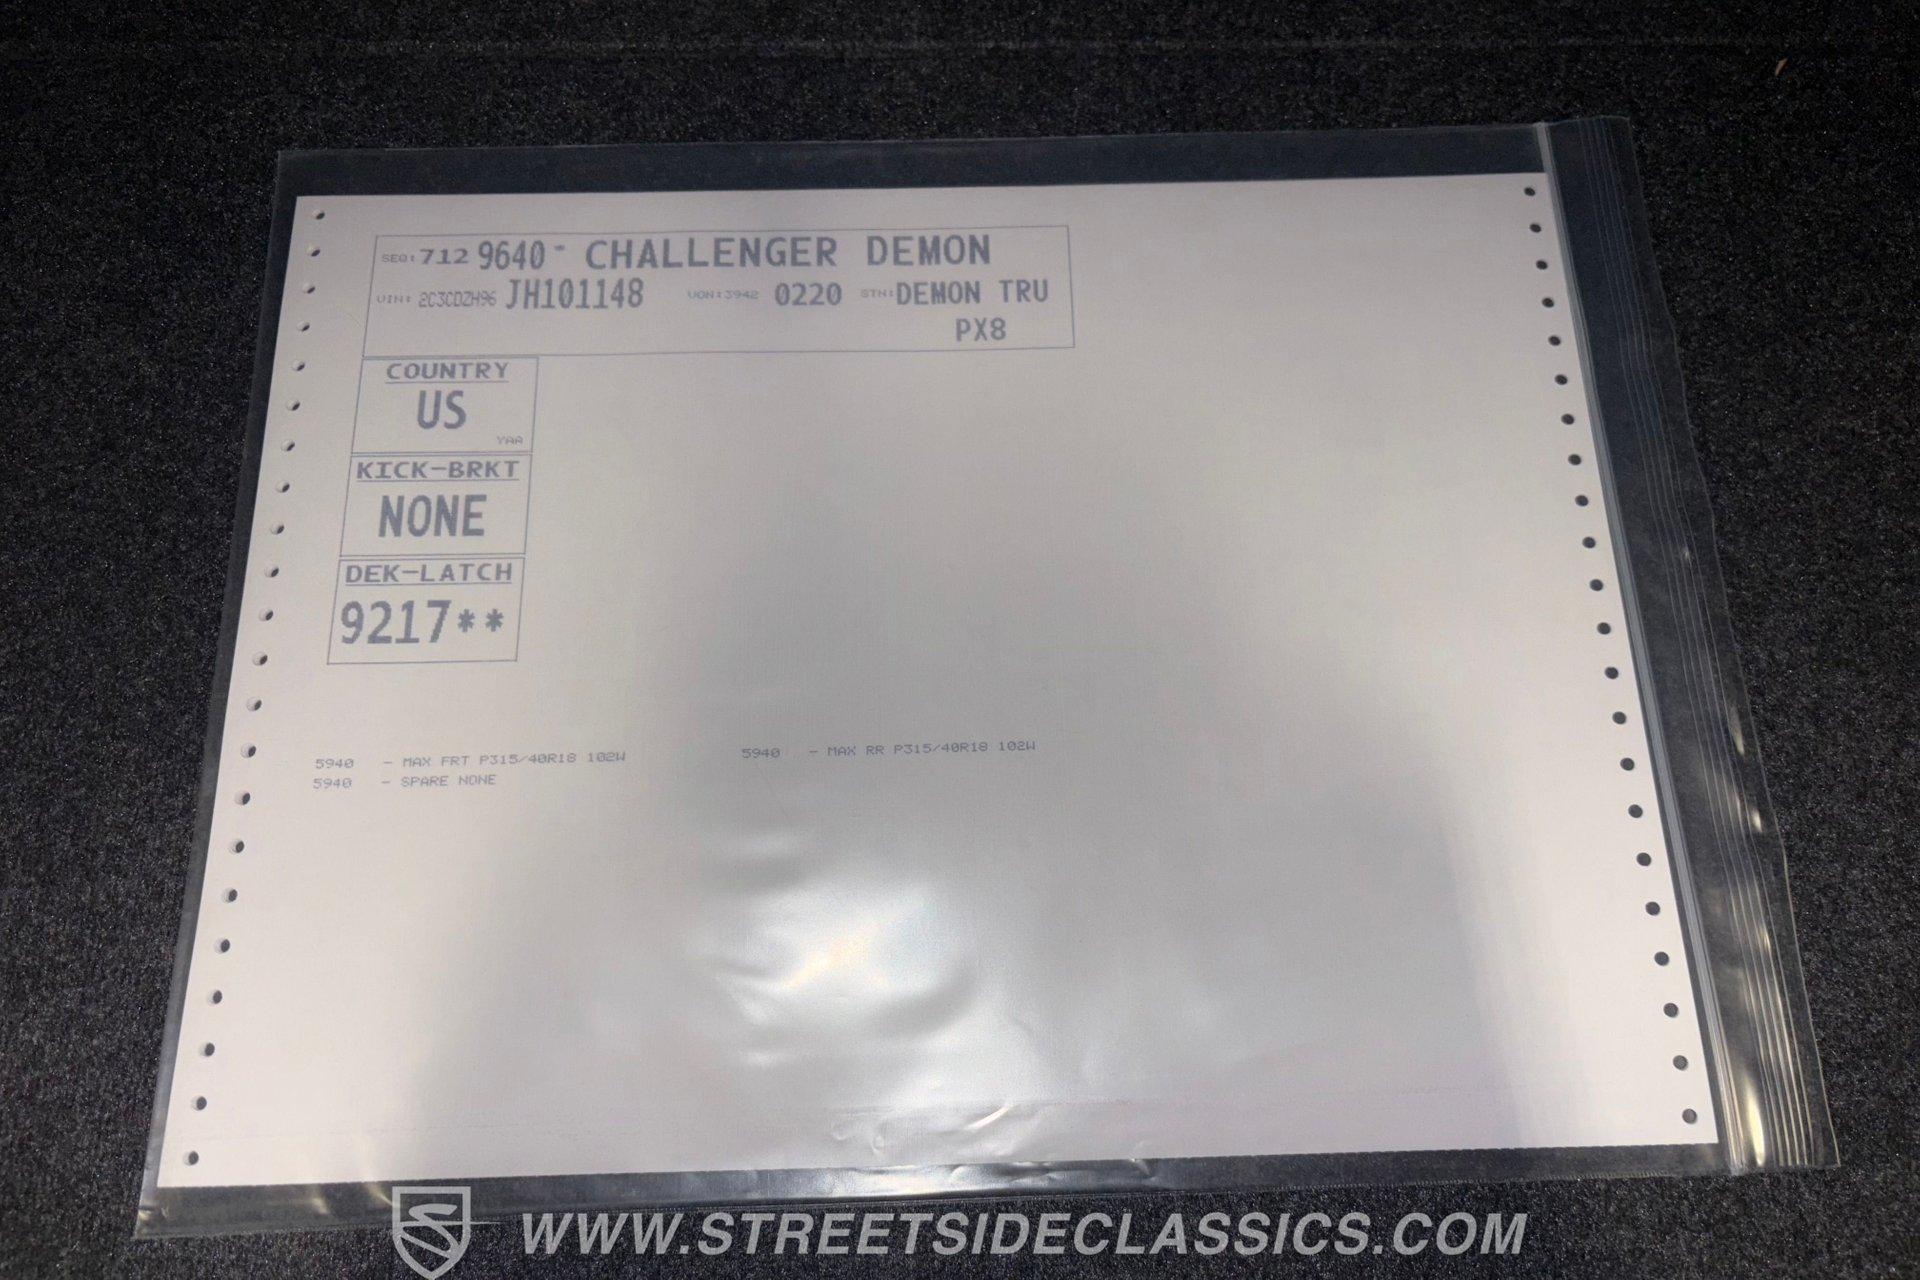 SEQ: 712 9640 - CHALLENGER DEMON
VIN: 2C3CDZH96 JH101148 VON: 3942 0220 STN: DEMON TRU
PX8
COUNTRY
US
YAA
KICK-BRKT
NONE
DEK-LATCH
9217**
5940 - MAX FRT P315/40R18 102W 5940 - MAX RR P315/40R18 102W
5940 - SPARE NONE
WWW.STREETSIDECLASSICS.COM